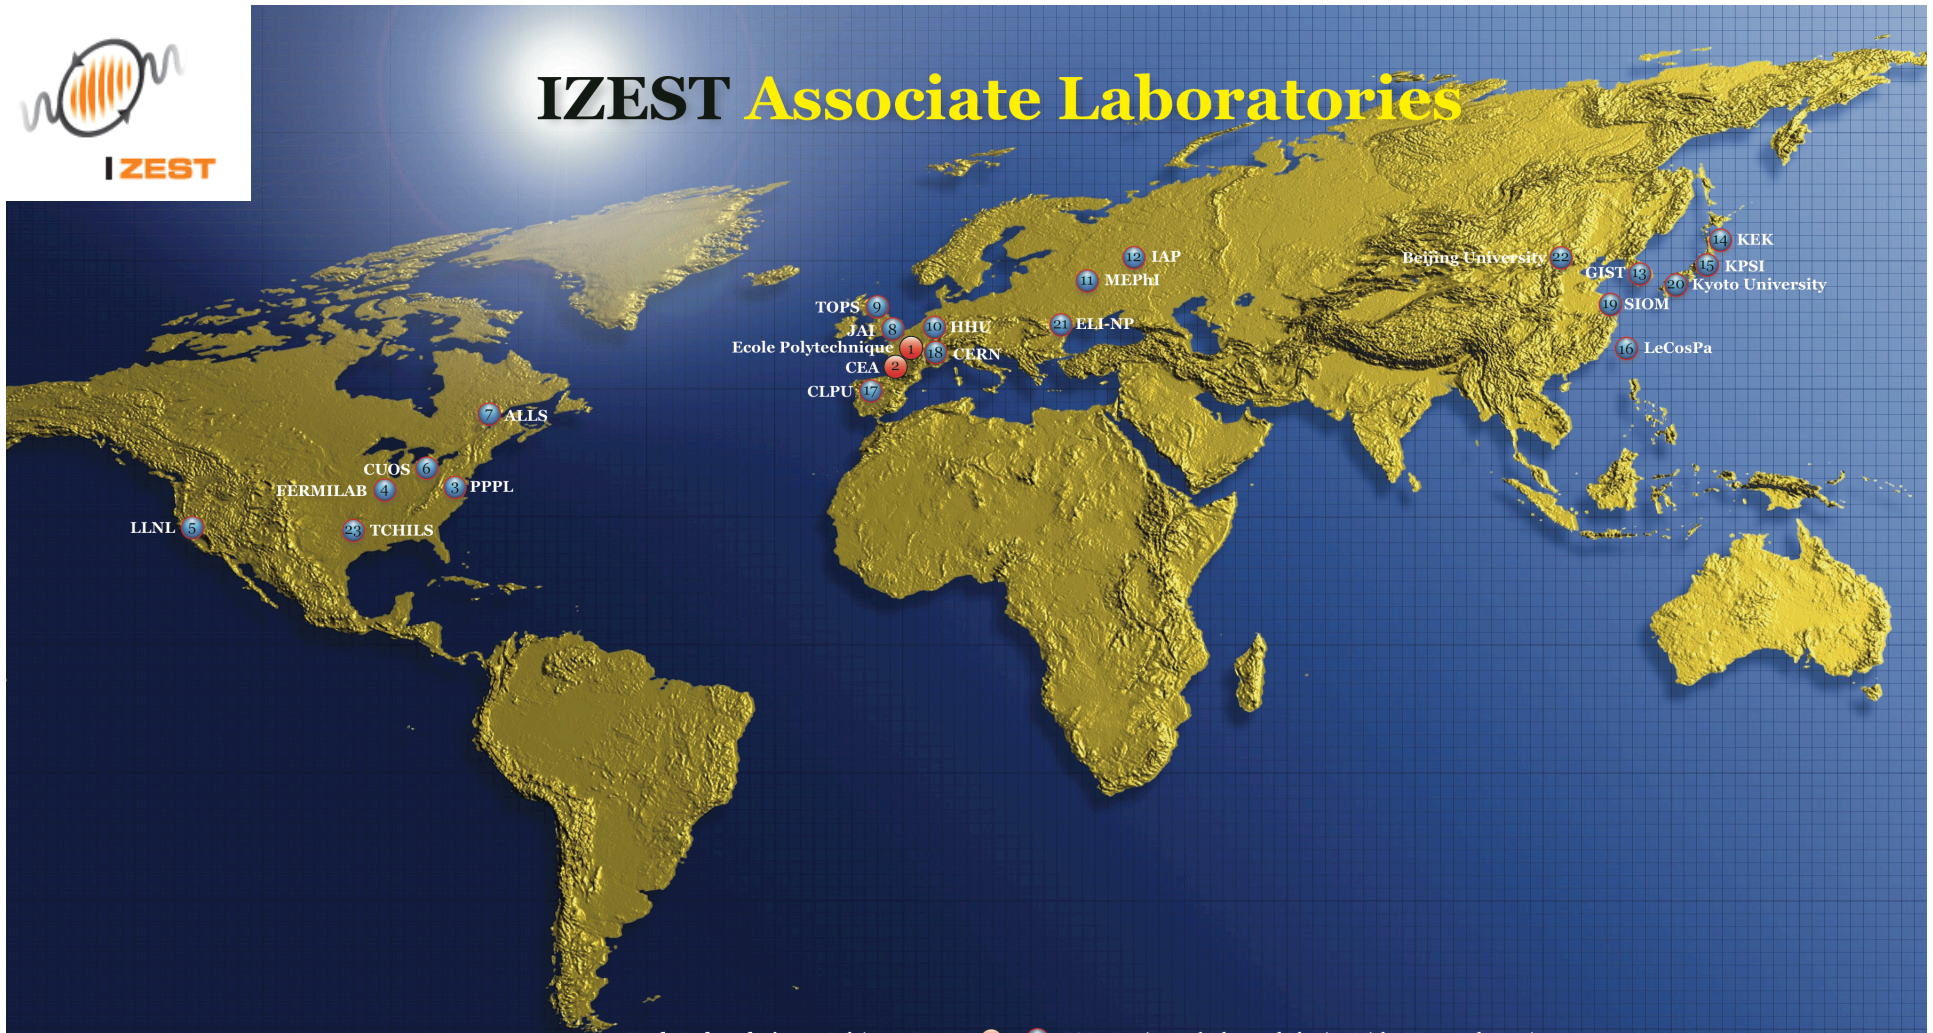 IZEST
IZEST Associate Laboratories
12 IAP
11 MEPhI
TOPS 9
JAI 8
10 HHU
21 ELI-NP
Ecole Polytechnique 1
18 CERN
CEA 2
CLPU 17
Beijing University 22
14 KEK
GIST 13
15 KPSI
20 Kyoto University
19 SIOM
16 LeCosPa
7 ALLS
CUOS 6
FERMILAB 4
3 PPPL
LLNL 5
23 TCHILS